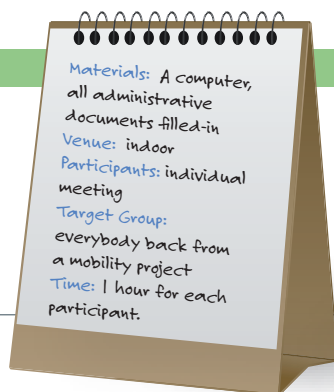 Materials: A computer,
all administrative
documents filled-in
Venue: indoor
Participants: individual
meeting
Target Group:
everybody back from
a mobility project
Time: 1 hour for each
participant.